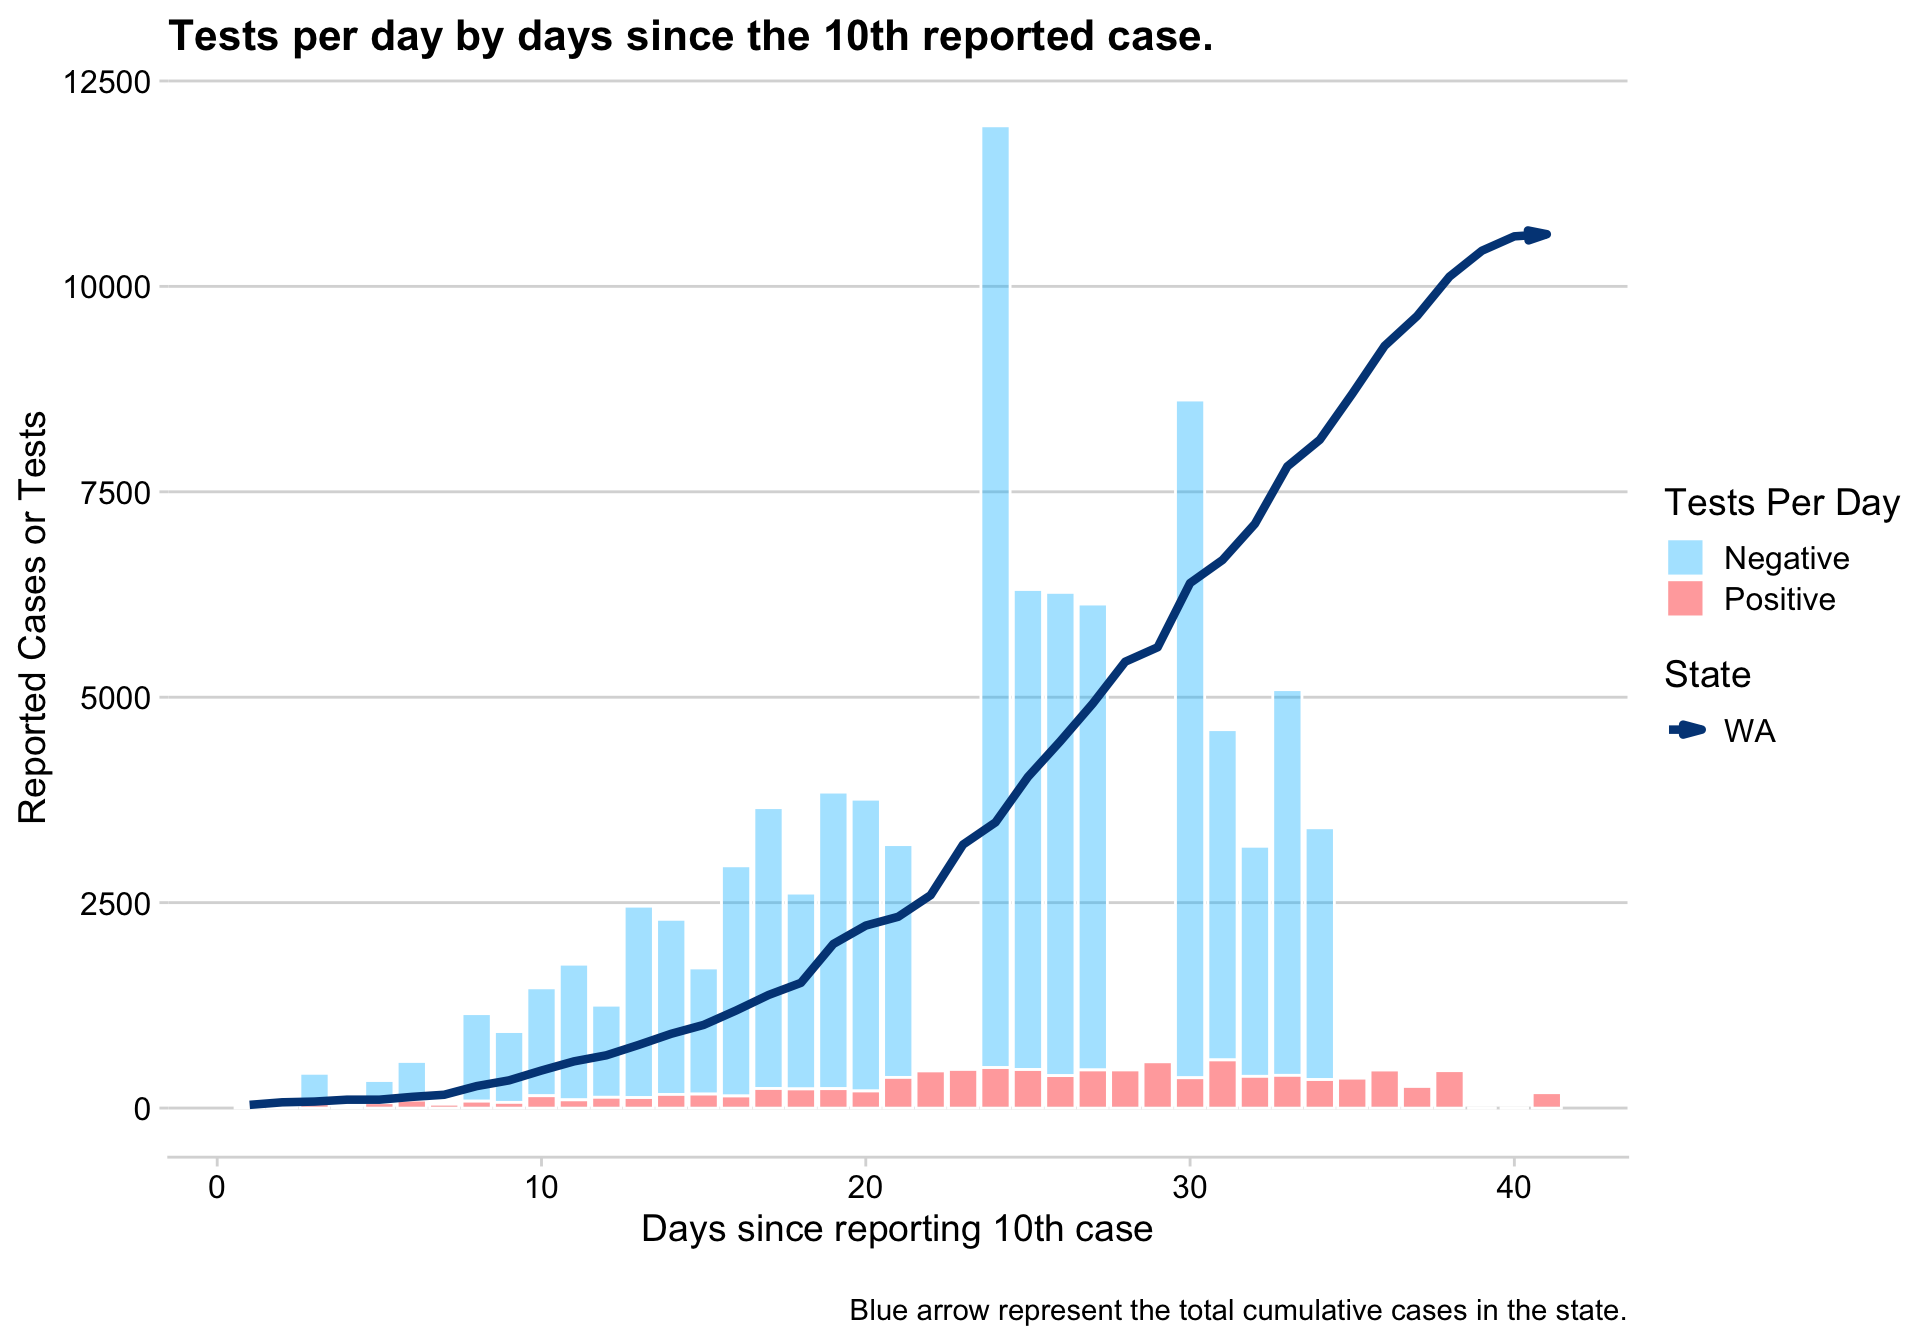 Tests per day by days since the 10th reported case.
12500
10000
7500
5000
2500
0
Reported Cases or Tests
0 10 20 30 40
Days since reporting 10th case
Tests Per Day
Negative
Positive
State
WA
Blue arrow represent the total cumulative cases in the state.